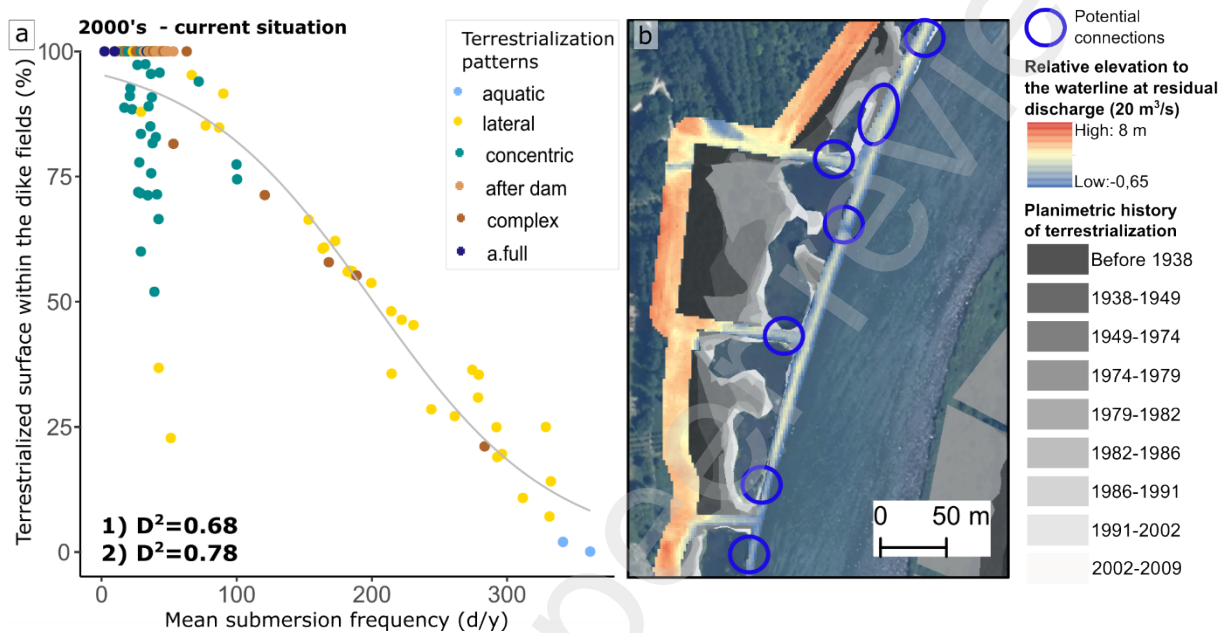 a
2000's - current situation
Terrestrialized surface within the dike fields (%)
100
75
50
25
0
Terrestrialization
patterns
aquatic
lateral
concentric
after dam
complex
a.full
1) D²=0.68
2) D²=0.78
0
100
200
300
Mean submersion frequency (d/y)
b
0
50 m
Potential
connections
Relative elevation to
the waterline at residual
discharge (20 m³/s)
High: 8 m
Low:-0,65
Planimetric history
of terrestrialization
Before 1938
1938-1949
1949-1974
1974-1979
1979-1982
1982-1986
1986-1991
1991-2002
2002-2009